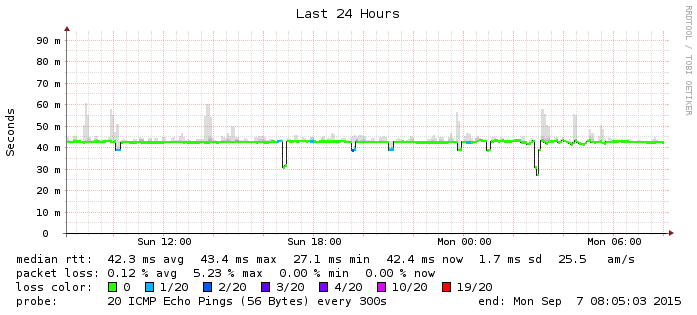 Last 24 Hours
RRDTOOL / TOBI OETIKER
Seconds
90 m
80 m
70 m
60 m
50 m
40 m
30 m
20 m
10 m
0
Sun 12:00 Sun 18:00 Mon 00:00 Mon 06:00
median rtt: 42.3 ms avg 43.4 ms max 27.1 ms min 42.4 ms now 1.7 ms sd 25.5 am/s
packet loss: 0.12 % avg 5.23 % max 0.00 % min 0.00 % now
loss color: 0 1/20 2/20 3/20 4/20 10/20 19/20
probe: 20 ICMP Echo Pings (56 Bytes) every 300s end: Mon Sep 7 08:05:03 2015